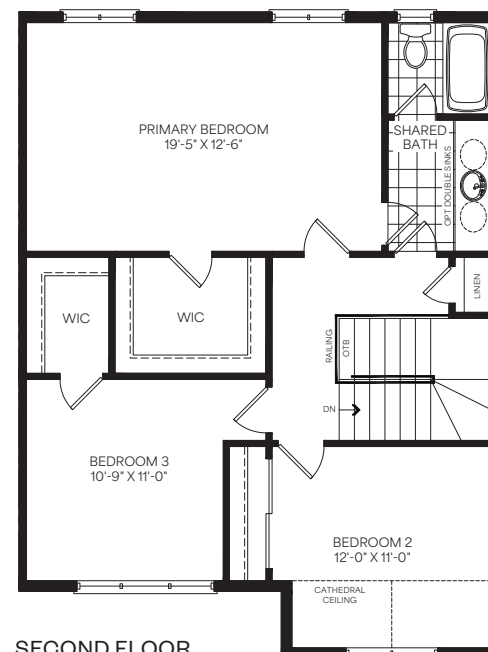 PRIMARY BEDROOM
19'-5" X 12'-6"
SHARED
BATH
OPT DOUBLE SINKS
WIC
WIC
LINEN
RAILING
OTB
DN
BEDROOM 3
10'-9" X 11'-0"
BEDROOM 2
12'-0" X 11'-0"
CATHEDRAL
CEILING
SECOND FLOOR